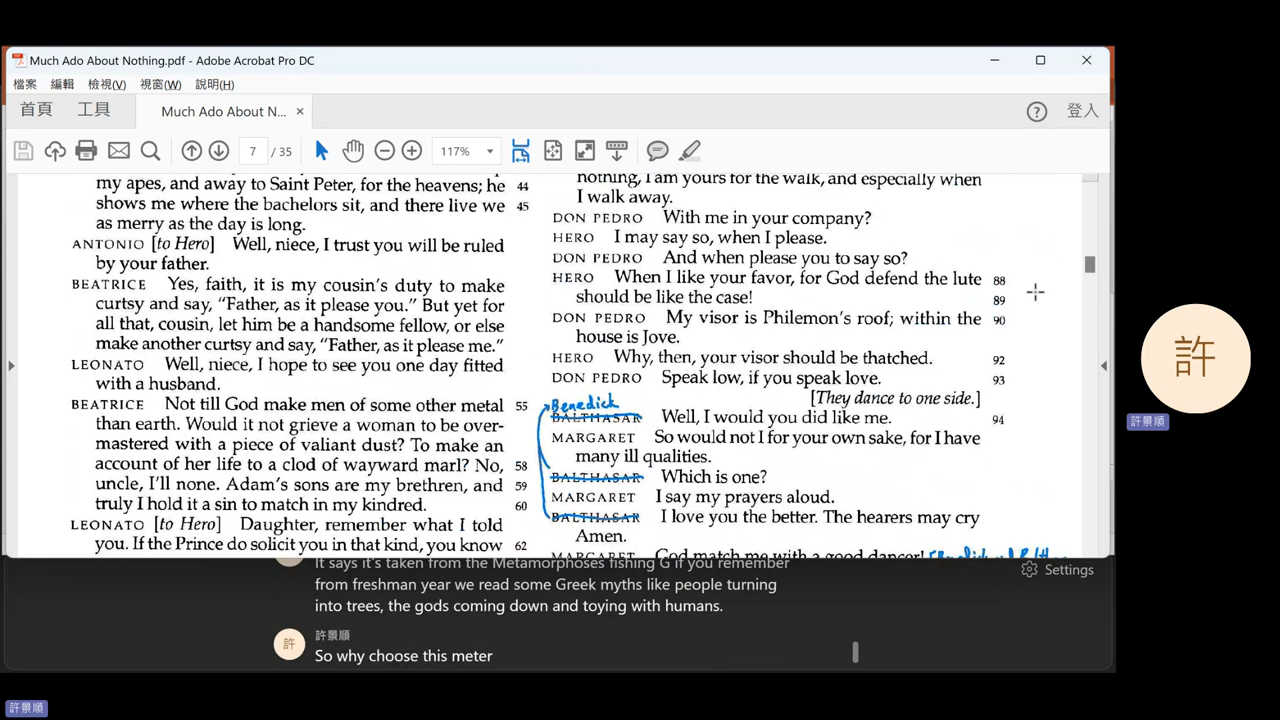 Much Ado About Nothing.pdf - Adobe Acrobat Pro DC
檔案 編輯 檢視(V) 視窗(W) 說明(H)
首頁 工具 Much Ado About N... ×
登入
7 / 35 117%
my apes, and away to Saint Peter, for the heavens; he 44
shows me where the bachelors sit, and there live we 45
as merry as the day is long.
ANTONIO [to Hero] Well, niece, I trust you will be ruled
by your father.
BEATRICE Yes, faith, it is my cousin's duty to make
curtsy and say, "Father, as it please you." But yet for
all that, cousin, let him be a handsome fellow, or else
make another curtsy and say, "Father, as it please me."
LEONATO Well, niece, I hope to see you one day fitted
with a husband.
BEATRICE Not till God make men of some other metal 55
than earth. Would it not grieve a woman to be over-
mastered with a piece of valiant dust? To make an
account of her life to a clod of wayward marl? No, 58
uncle, I'll none. Adam's sons are my brethren, and 59
truly I hold it a sin to match in my kindred. 60
LEONATO [to Hero] Daughter, remember what I told
you. If the Prince do solicit you in that kind, you know 62
nothing, I am yours for the walk, and especially when
I walk away.
DON PEDRO With me in your company?
HERO I may say so, when I please.
DON PEDRO And when please you to say so?
HERO When I like your favor, for God defend the lute 88
should be like the case! 89
DON PEDRO My visor is Philemon's roof; within the 90
house is Jove.
HERO Why, then, your visor should be thatched. 92
DON PEDRO Speak low, if you speak love. 93
[They dance to one side.]
Benedick
BALTHASAR Well, I would you did like me. 94
MARGARET So would not I for your own sake, for I have
many ill qualities.
BALTHASAR Which is one?
MARGARET I say my prayers aloud.
BALTHASAR I love you the better. The hearers may cry
Amen.
MARGARET God match me with a good dancer!
It says it's taken from the Metamorphoses fishing G if you remember
from freshman year we read some Greek myths like people turning
into trees, the gods coming down and toying with humans.
許 許景順
So why choose this meter
Settings
許
許景順
許景順